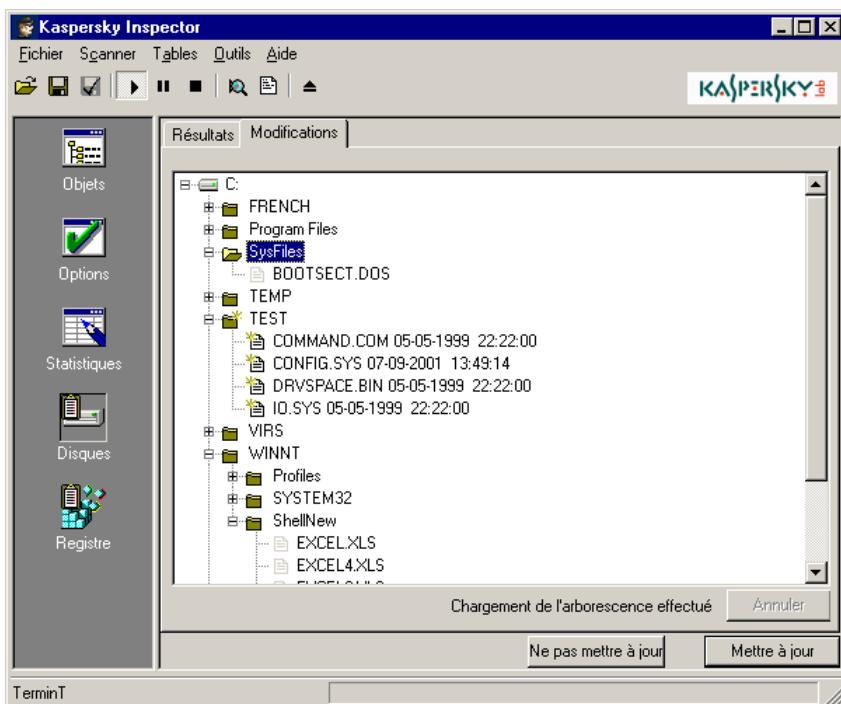 Kaspersky Inspector
Fichier Scanner Tables Outils Aide
KASPERSKY lab
Résultats Modifications
Objets
Options
Statistiques
Disques
Registre
C:
FRENCH
Program Files
SysFiles
BOOTSECT.DOS
TEMP
TEST
COMMAND.COM 05-05-1999 22:22:00
CONFIG.SYS 07-09-2001 13:49:14
DRVSPACE.BIN 05-05-1999 22:22:00
IO.SYS 05-05-1999 22:22:00
VIRS
WINNT
Profiles
SYSTEM32
ShellNew
EXCEL.XLS
EXCEL4.XLS
Chargement de l'arborescence effectué Annuler
Ne pas mettre à jour Mettre à jour
TerminT